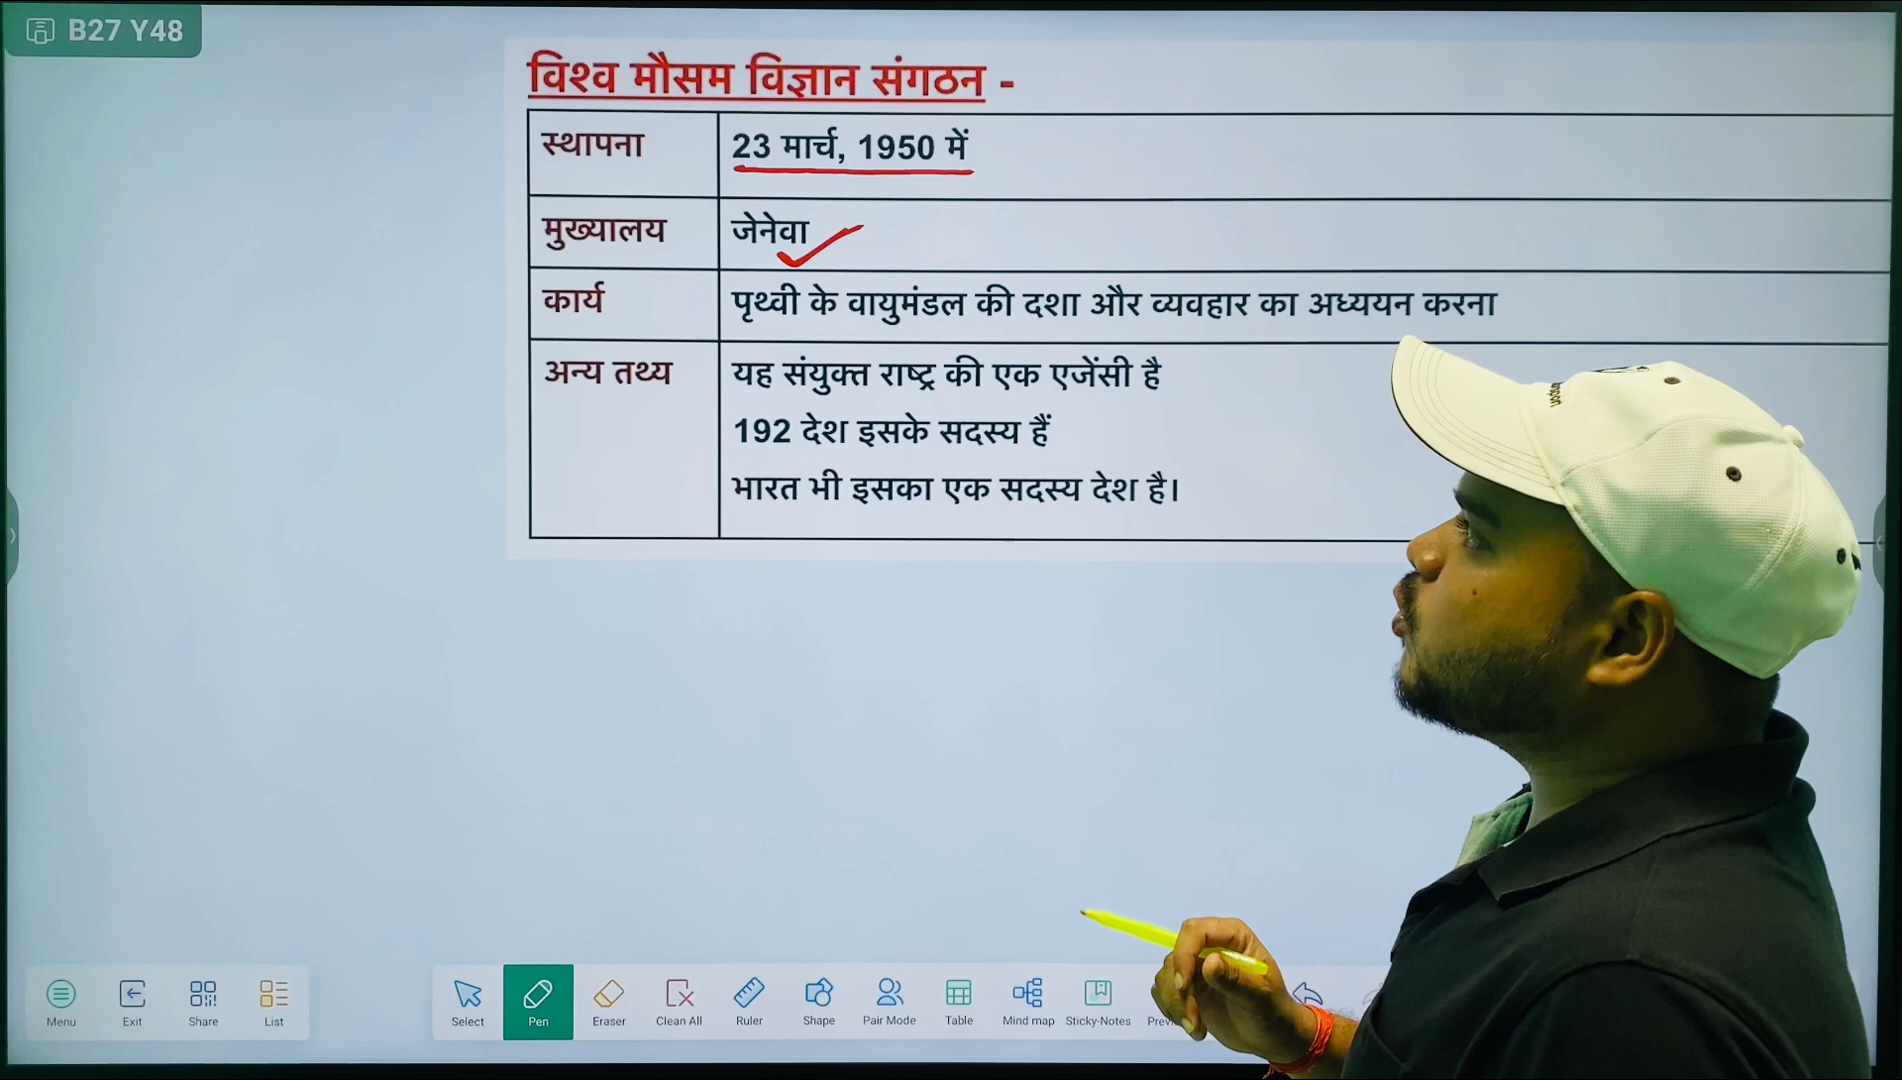 B27 Y48
विश्व मौसम विज्ञान संगठन -
स्थापना 23 मार्च, 1950 में
मुख्यालय जेनेवा
कार्य पृथ्वी के वायुमंडल की दशा और व्यवहार का अध्ययन करना
अन्य तथ्य यह संयुक्त राष्ट्र की एक एजेंसी है
192 देश इसके सदस्य हैं
भारत भी इसका एक सदस्य देश है।
Menu Exit Share List Select Pen Eraser Clean All Ruler Shape Pair Mode Table Mind map Sticky-Notes